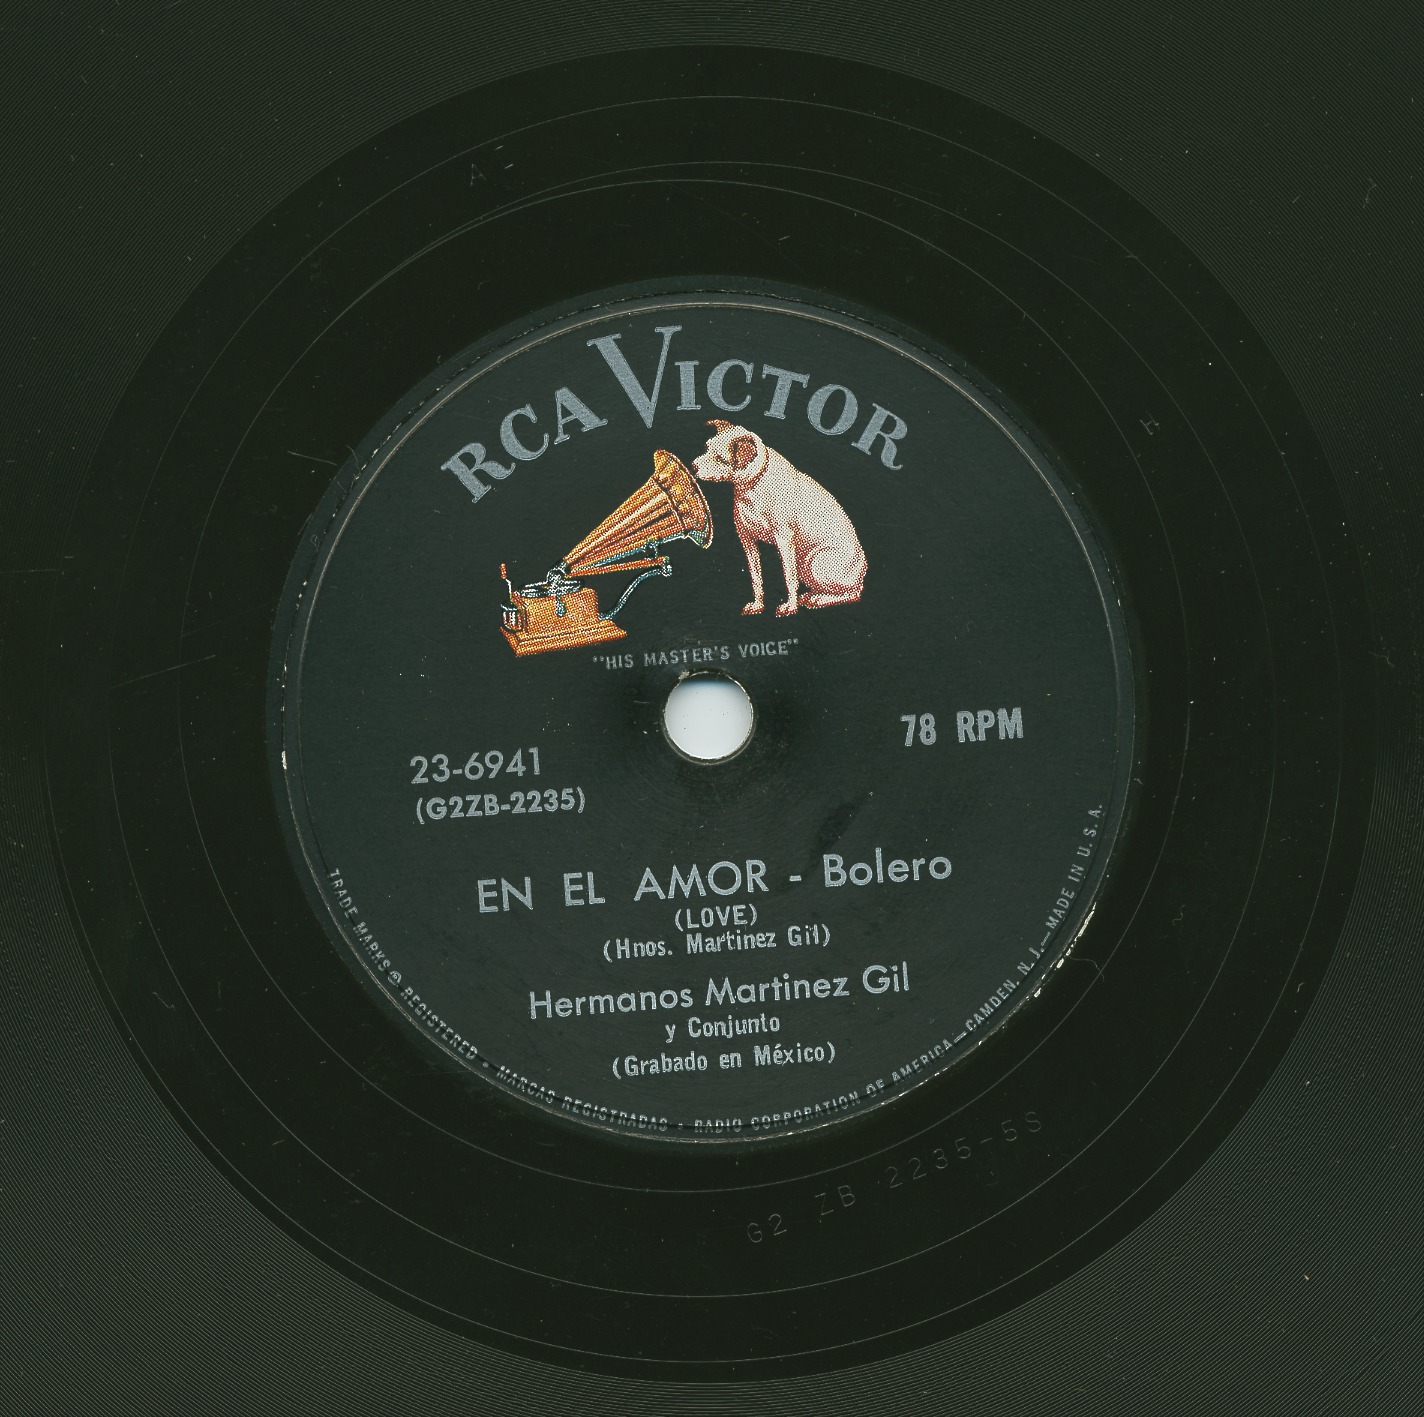 RCA VICTOR
"HIS MASTER'S VOICE"
78 RPM
23-6941
(G2ZB-2235)
EN EL AMOR - Bolero
(LOVE)
(Hnos. Martinez Gil)
Hermanos Martinez Gil
y Conjunto
(Grabado en México)
TRADE MARKS ® REGISTERED • MARCAS REGISTRADAS • RADIO CORPORATION OF AMERICA—CAMDEN, N. J.—MADE IN U. S. A.
G2 ZB 2235-5S
A
H